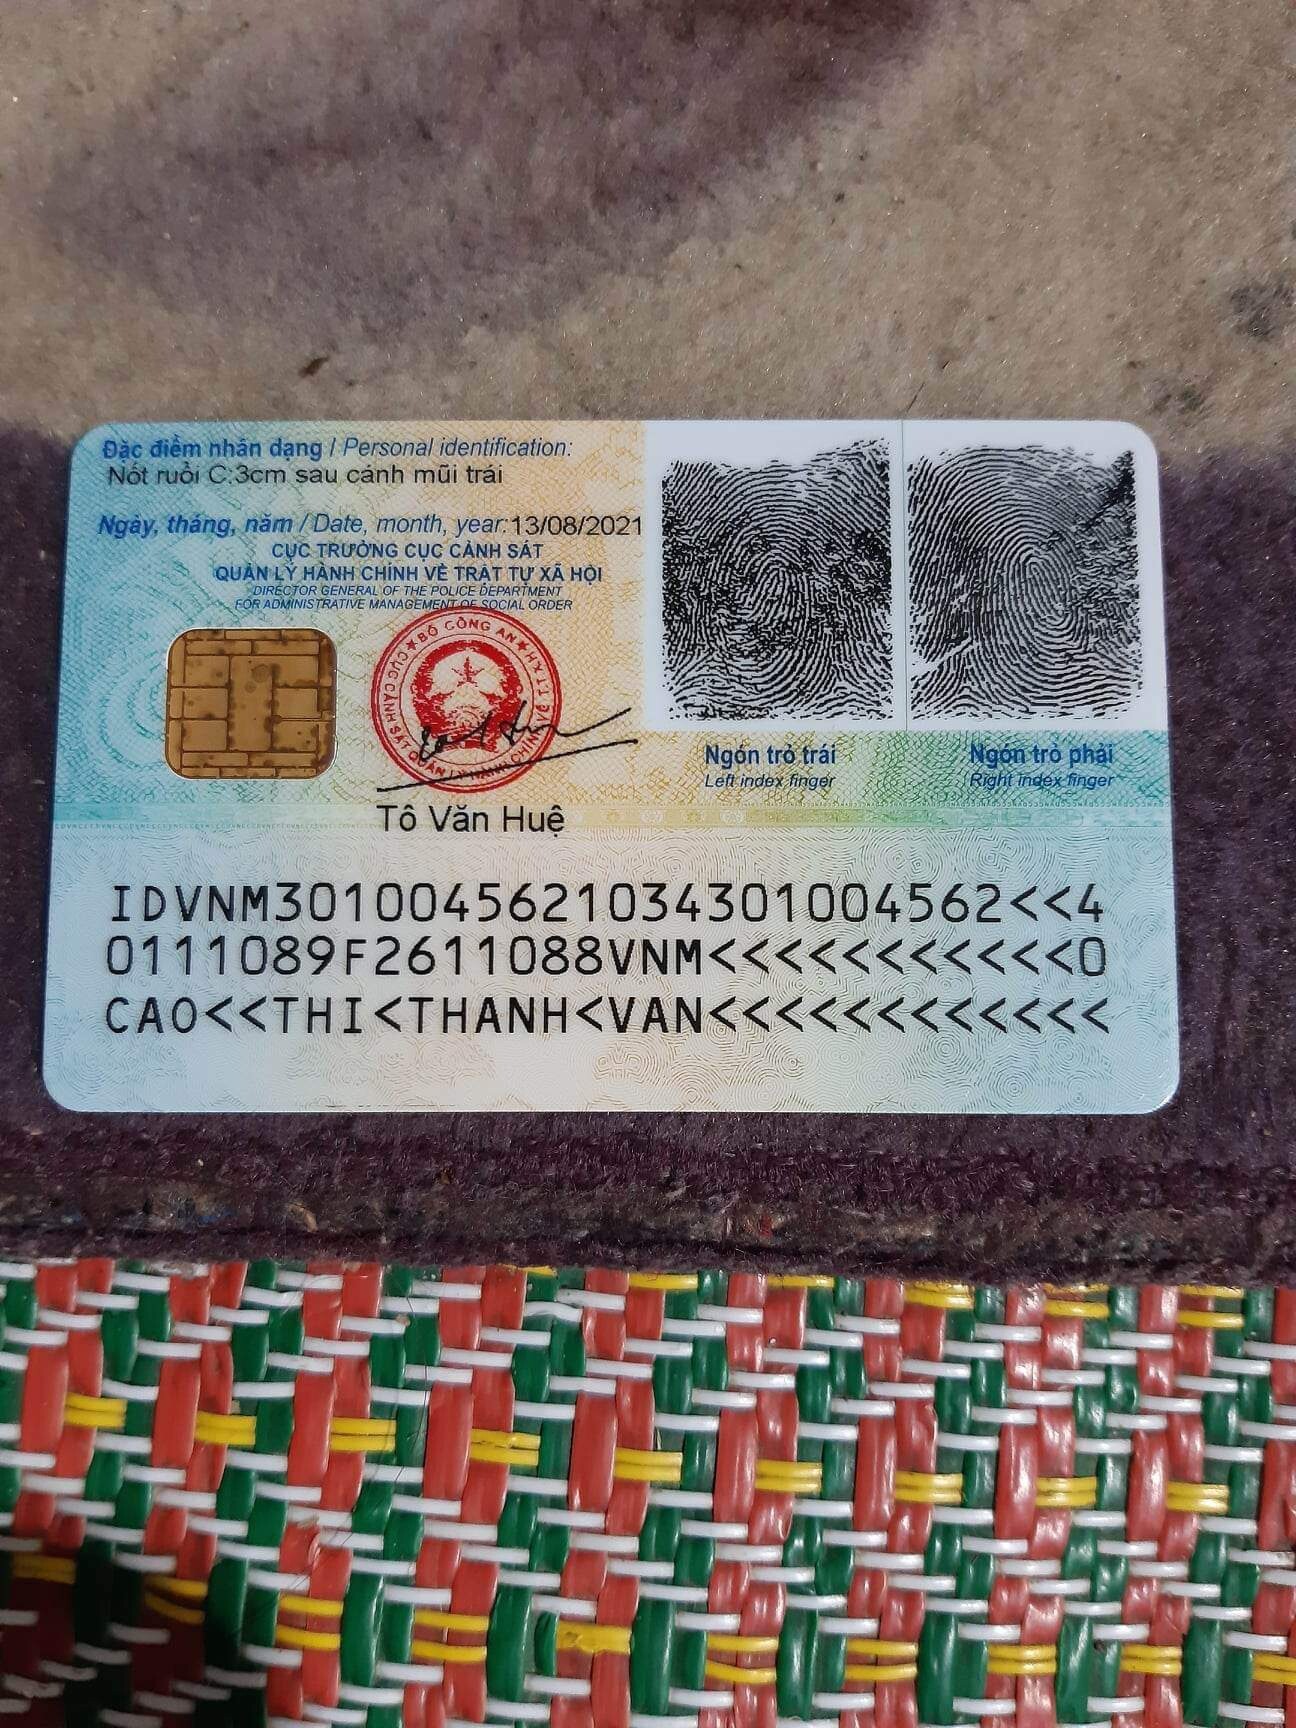 Đặc điểm nhân dạng / Personal identification:
Nốt ruồi C:3cm sau cánh mũi trái
Ngày, tháng, năm / Date, month, year: 13/08/2021
CỤC TRƯỞNG CỤC CẢNH SÁT
QUẢN LÝ HÀNH CHÍNH VỀ TRẬT TỰ XÃ HỘI
DIRECTOR GENERAL OF THE POLICE DEPARTMENT
FOR ADMINISTRATIVE MANAGEMENT OF SOCIAL ORDER
BỘ CÔNG AN
Tô Văn Huệ
Ngón trỏ trái
Left index finger
Ngón trỏ phải
Right index finger
IDVNM3010045621034301004562<<4
0111089F2611088VNM<<<<<<<<<<<0
CAO<<THI<THANH<VAN<<<<<<<<<<<<